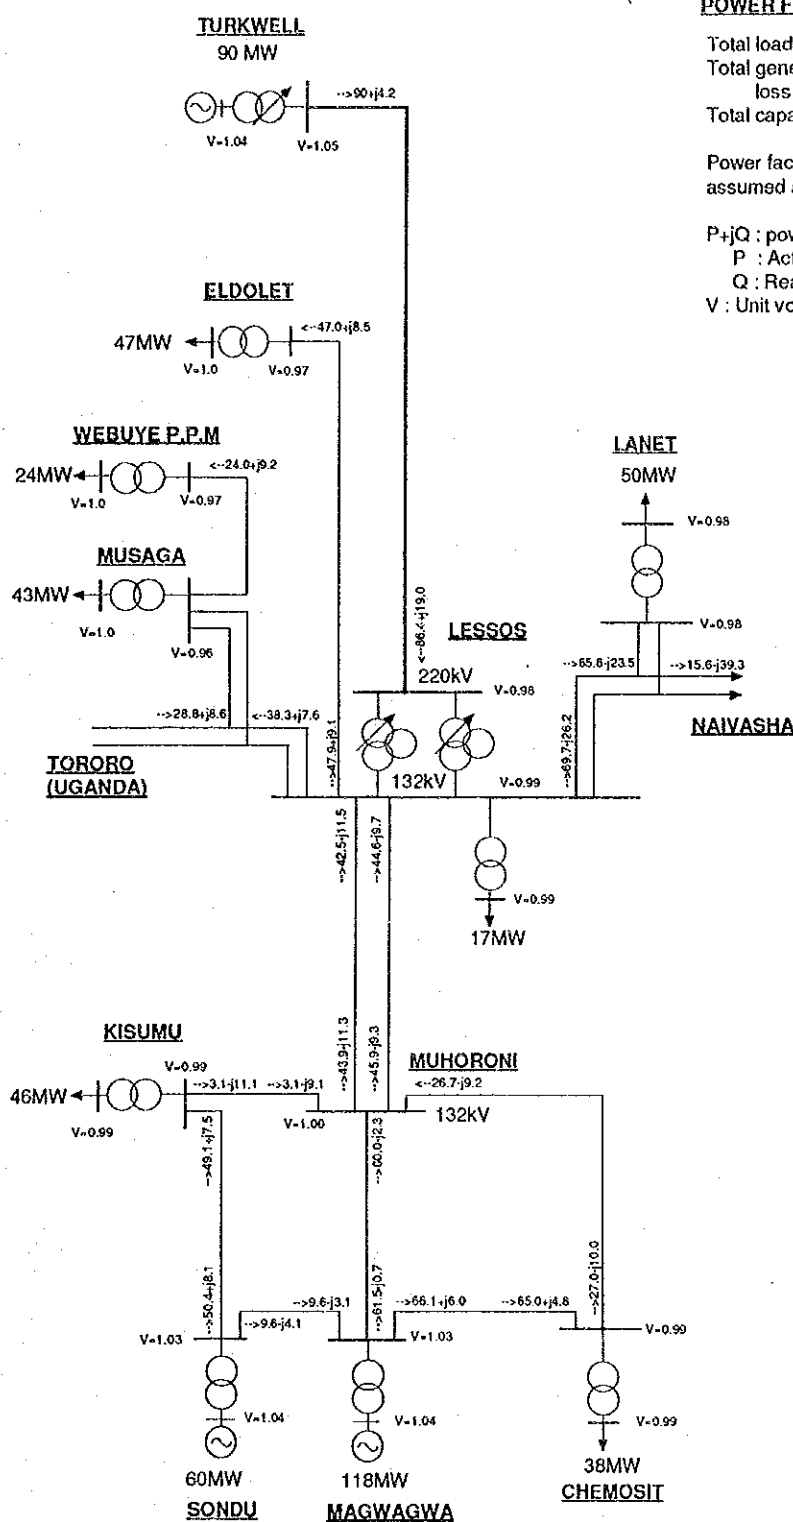 POWER F
Total load
Total gene
loss
Total capa
Power fac
assumed a
P+jQ : pow
P : Act
Q : Rea
V : Unit vo
TURKWELL
90 MW
-->90+j4.2
V=1.04
V=1.05
ELDOLET
<--47.0+j8.5
47MW
V=1.0
V=0.97
WEBUYE P.P.M
<--24.0+j9.2
24MW
V=1.0
V=0.97
MUSAGA
43MW
V=1.0
V=0.96
LANET
50MW
V=0.98
V=0.98
-->65.8-j23.5
-->15.6-j39.3
NAIVASHA
-->69.7-j26.2
<--86.4+j19.0
LESSOS
220kV
V=0.98
132kV
V=0.99
-->28.8+j8.6
<--38.3+j7.6
-->47.9+j9.1
TORORO
(UGANDA)
-->42.5-j11.5
-->44.6-j9.7
V=0.99
17MW
-->43.9-j11.3
-->45.9-j9.3
KISUMU
V=0.99
-->3.1-j11.1
-->3.1-j9.1
46MW
V=0.99
MUHORONI
<--26.7-j9.2
V=1.00
132kV
-->49.1+j7.5
-->60.0-j2.3
-->50.4+j8.1
-->9.6-j3.1
-->9.6-j4.1
-->61.5-j0.7
-->66.1+j6.0
-->65.0+j4.8
-->27.0-j10.0
V=1.03
V=1.03
V=0.99
V=1.04
V=1.04
V=0.99
60MW
118MW
38MW
SONDU
MAGWAGWA
CHEMOSIT